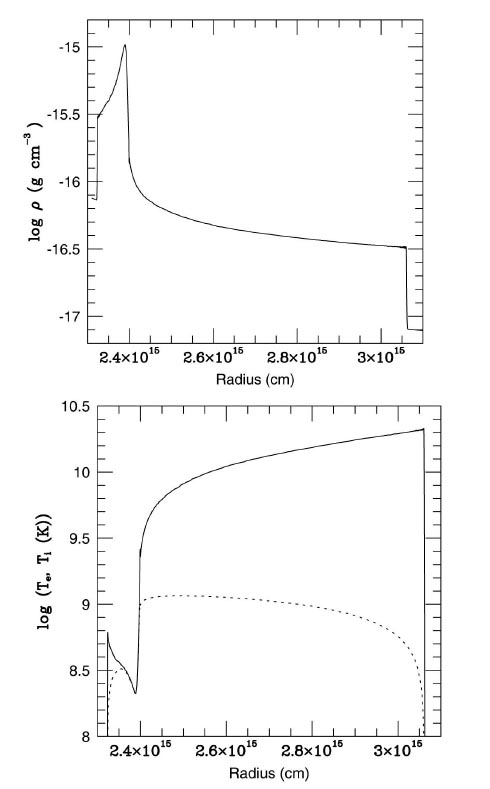 -15
-15.5
-16
-16.5
-17
log ρ (g cm⁻³)
2.4×10¹⁵ 2.6×10¹⁵ 2.8×10¹⁵ 3×10¹⁵
Radius (cm)
10.5
10
9.5
9
8.5
8
log (Tₑ, Tᵢ (K))
2.4×10¹⁵ 2.6×10¹⁵ 2.8×10¹⁵ 3×10¹⁵
Radius (cm)